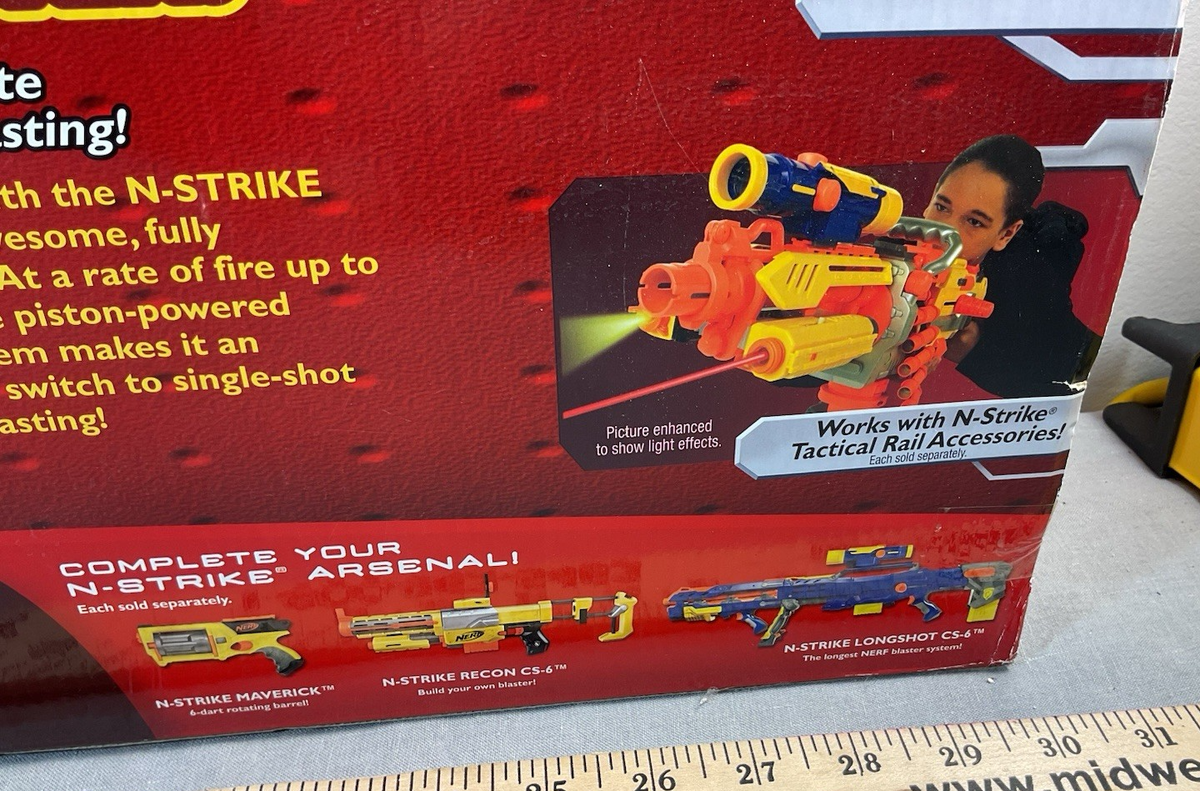 te
sting!
th the N-STRIKE
esome, fully
At a rate of fire up to
e piston-powered
em makes it an
switch to single-shot
asting!
Picture enhanced
to show light effects.
Works with N-Strike®
Tactical Rail Accessories!
Each sold separately.
COMPLETE YOUR
N-STRIKE™ ARSENAL!
Each sold separately.
NERF
N-STRIKE MAVERICK™
6-dart rotating barrel!
NERF
N-STRIKE RECON CS-6™
Build your own blaster!
N-STRIKE LONGSHOT CS-6™
The longest NERF blaster system!
25 26 27 28 29 30 31
www.midwe